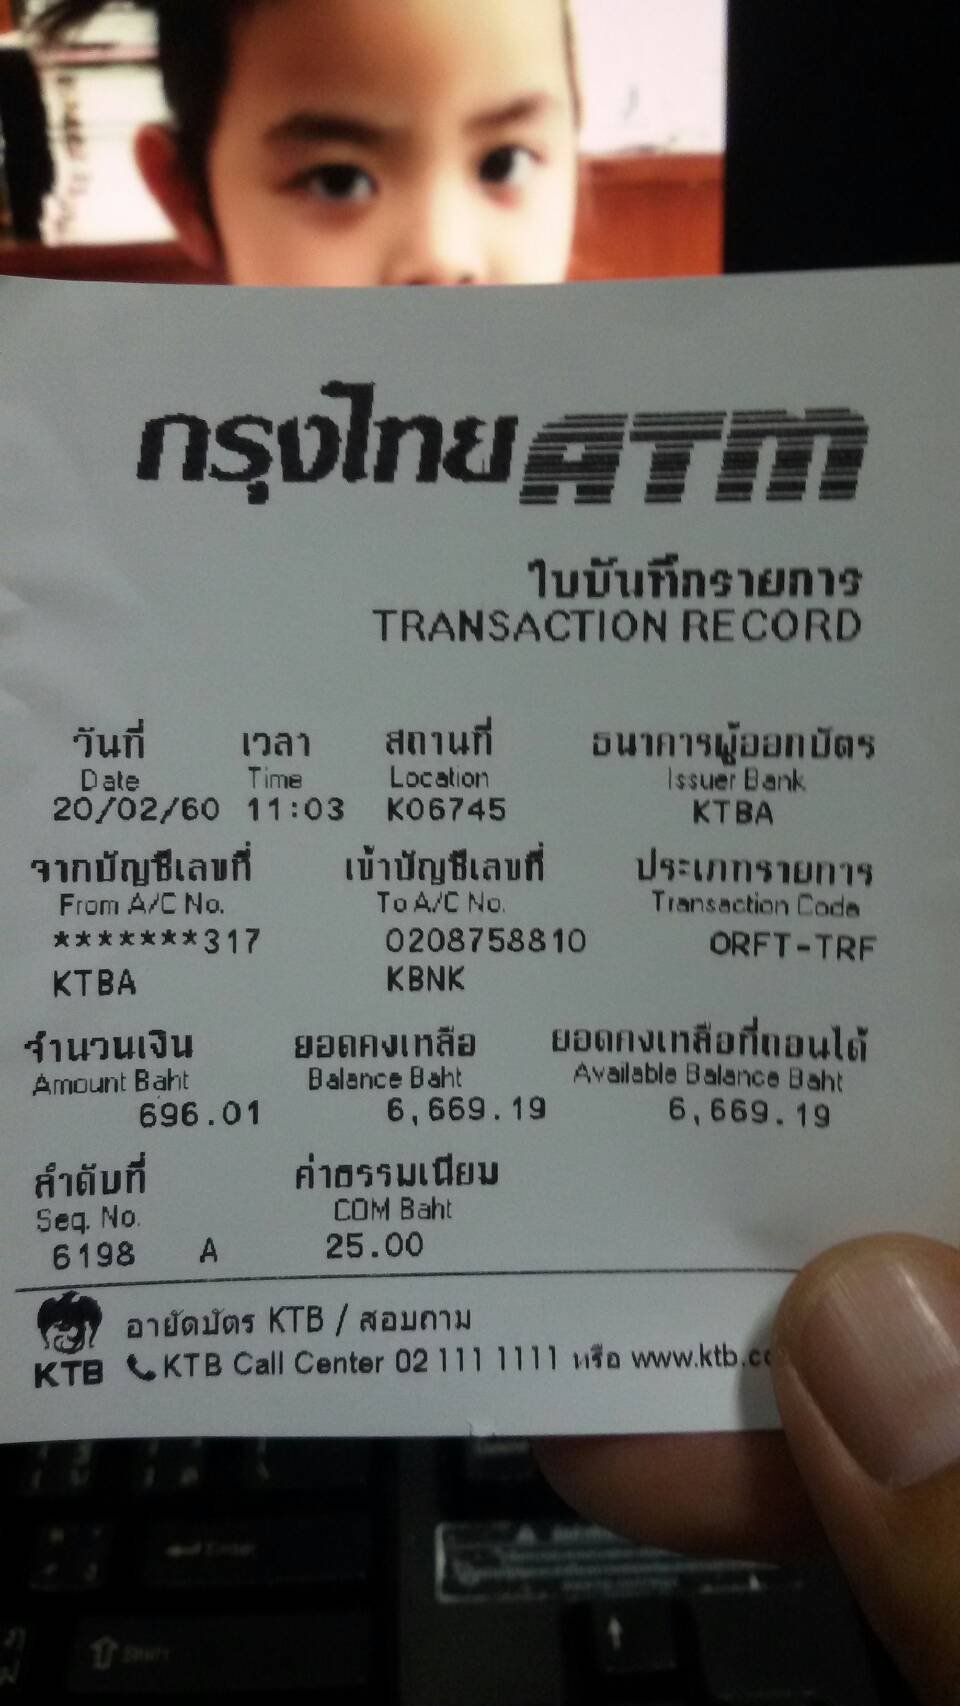 กรุงไทย ATM
ใบบันทึกรายการ
TRANSACTION RECORD
วันที่ เวลา สถานที่ ธนาคารผู้ออกบัตร
Date Time Location Issuer Bank
20/02/60 11:03 K06745 KTBA
จากบัญชีเลขที่ เข้าบัญชีเลขที่ ประเภทรายการ
From A/C No. To A/C No. Transaction Code
*******317 0208758810 ORFT-TRF
KTBA KBNK
จำนวนเงิน ยอดคงเหลือ ยอดคงเหลือที่ถอนได้
Amount Baht Balance Baht Available Balance Baht
696.01 6,669.19 6,669.19
ลำดับที่ ค่าธรรมเนียม
Seq. No. COM Baht
6198 A 25.00
อายัดบัตร KTB / สอบถาม
KTB KTB Call Center 02 111 1111 หรือ www.ktb.co
Enter
Shift